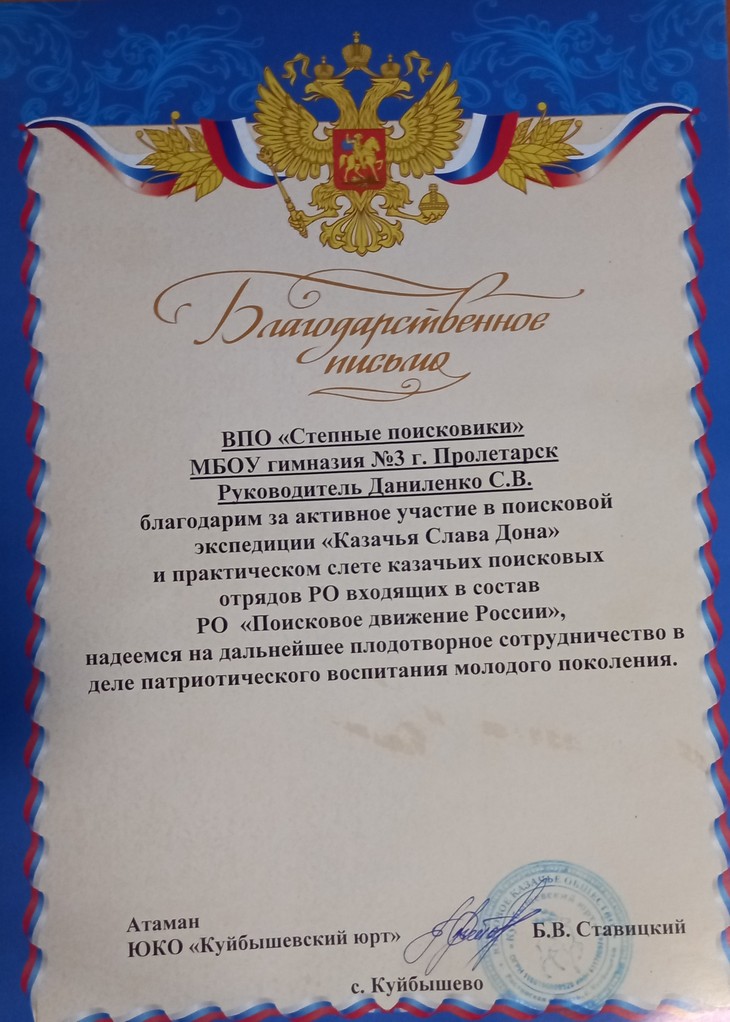 Благодарственное
письмо
ВПО «Степные поисковики»
МБОУ гимназия №3 г. Пролетарск
Руководитель Даниленко С.В.
благодарим за активное участие в поисковой
экспедиции «Казачья Слава Дона»
и практическом слете казачьих поисковых
отрядов РО входящих в состав
РО «Поисковое движение России»,
надеемся на дальнейшее плодотворное сотрудничество в
деле патриотического воспитания молодого поколения.
Атаман
ЮКО «Куйбышевский юрт» Б.В. Ставицкий
с. Куйбышево